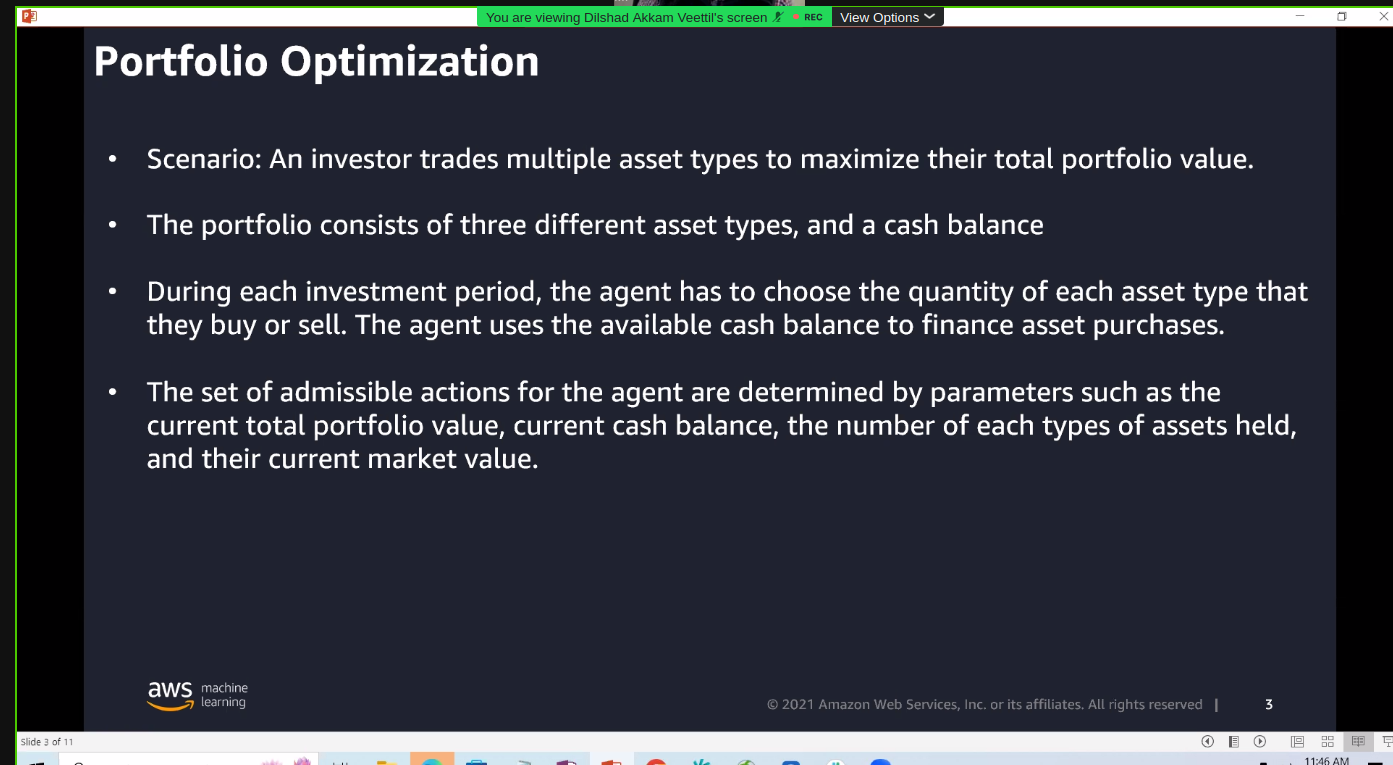 You are viewing Dilshad Akkam Veettil's screen
REC
View Options
Portfolio Optimization
• Scenario: An investor trades multiple asset types to maximize their total portfolio value.
• The portfolio consists of three different asset types, and a cash balance
• During each investment period, the agent has to choose the quantity of each asset type that
they buy or sell. The agent uses the available cash balance to finance asset purchases.
• The set of admissible actions for the agent are determined by parameters such as the
current total portfolio value, current cash balance, the number of each types of assets held,
and their current market value.
aws machine
learning
© 2021 Amazon Web Services, Inc. or its affiliates. All rights reserved |
3
Slide 3 of 11
11:46 AM